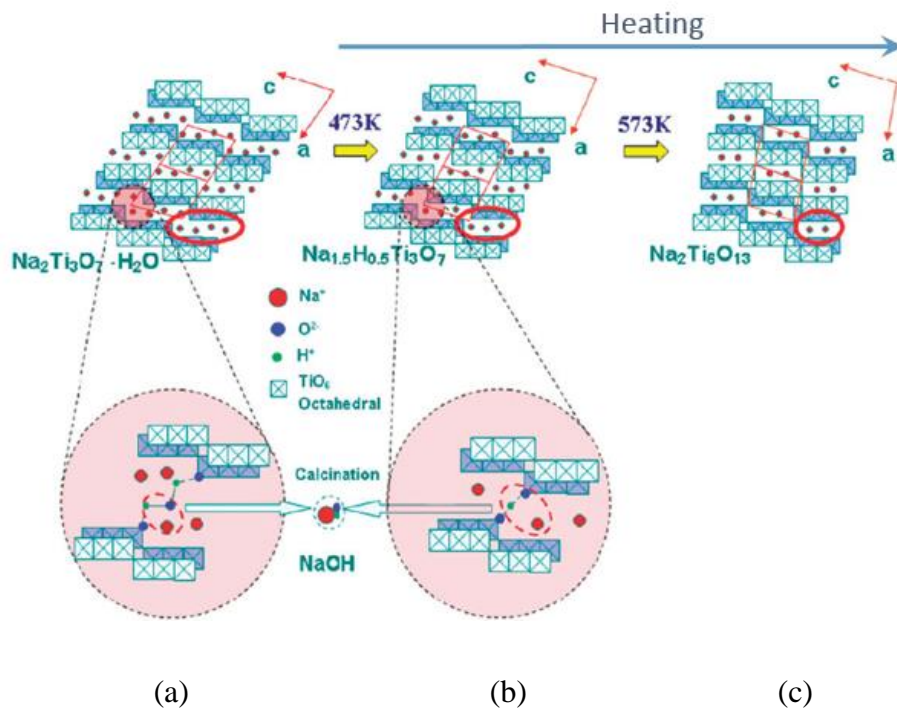 Heating
c
a
473K
c
a
573K
c
a
Na₂Ti₃O₇ ·H₂O
Na₁.₅H₀.₅Ti₃O₇
Na₂Ti₆O₁₃
Na⁺
O²⁻
H⁺
TiO₆
Octahedral
Calcination
NaOH
(a)
(b)
(c)